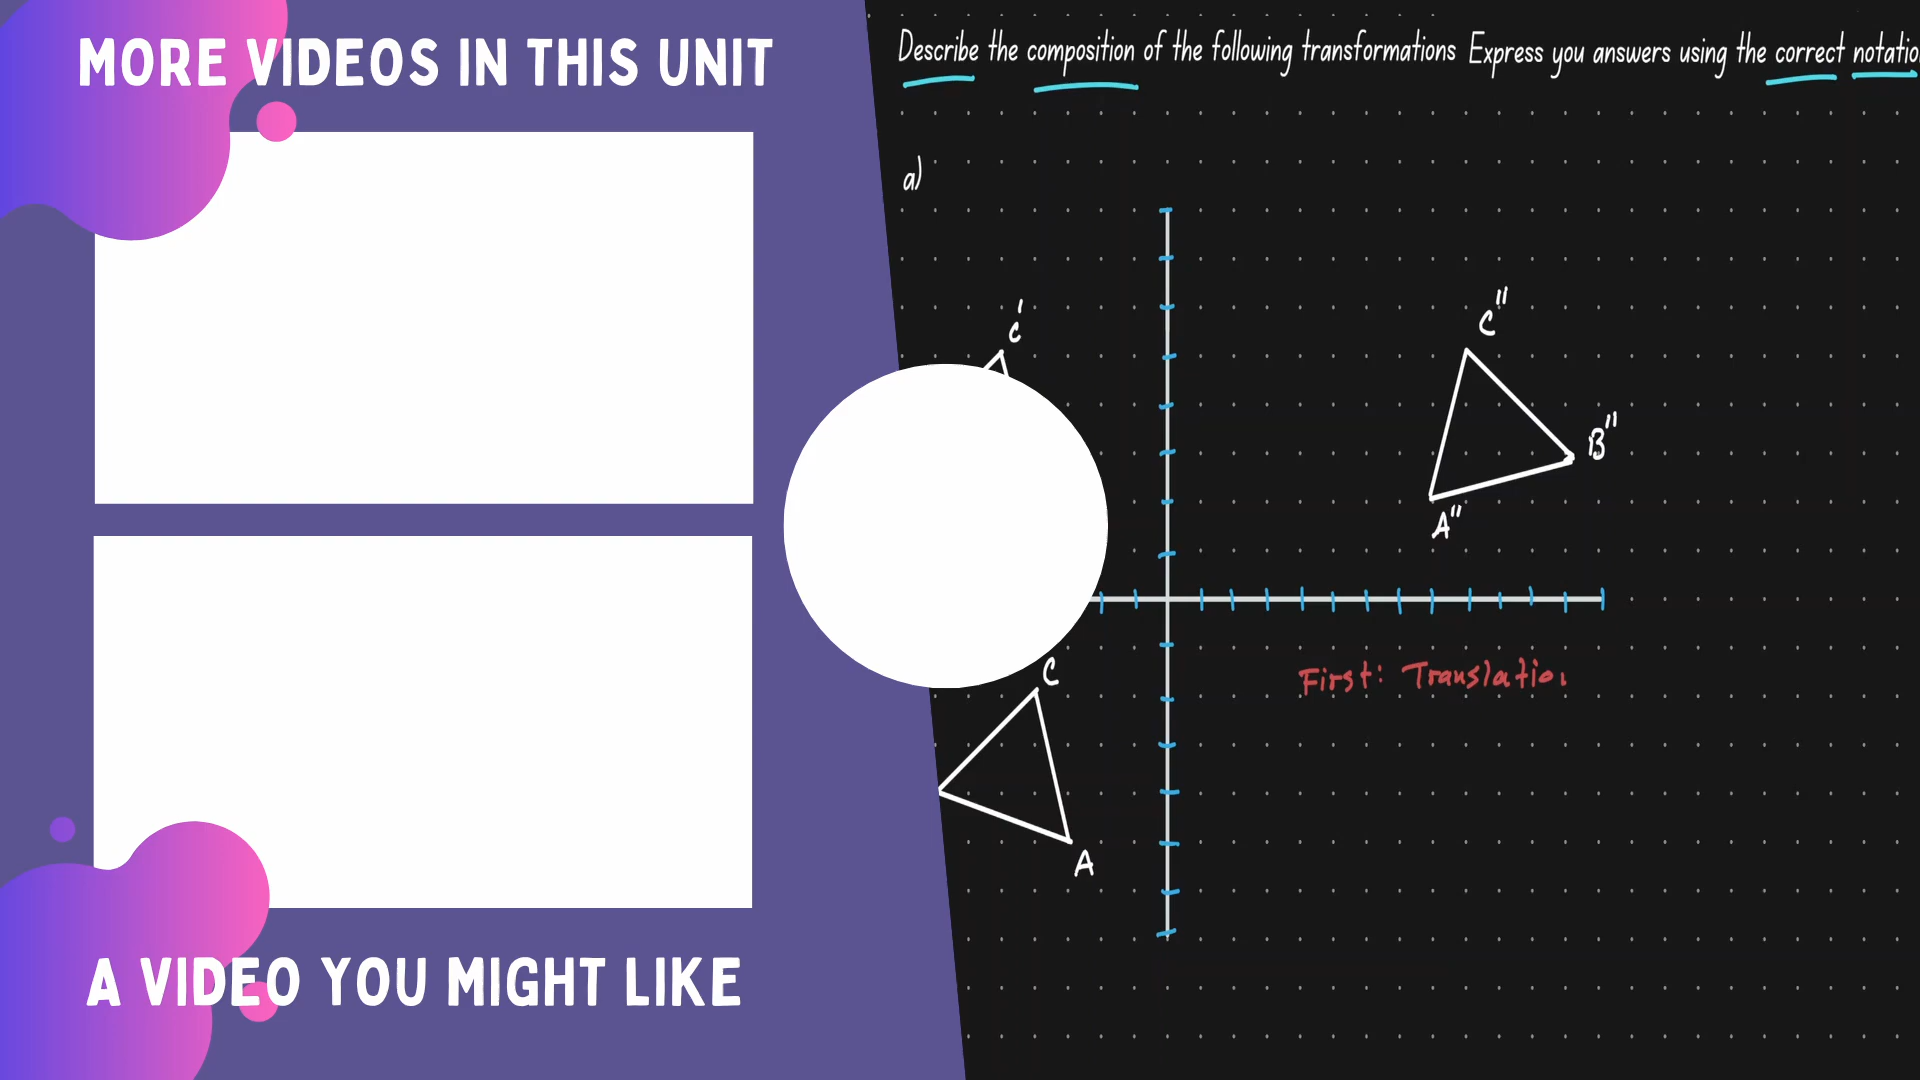 MORE VIDEOS IN THIS UNIT
Describe the composition of the following transformations Express you answers using the correct
a)
C'
C''
B''
A''
First: Translatio
C
A
A VIDEO YOU MIGHT LIKE